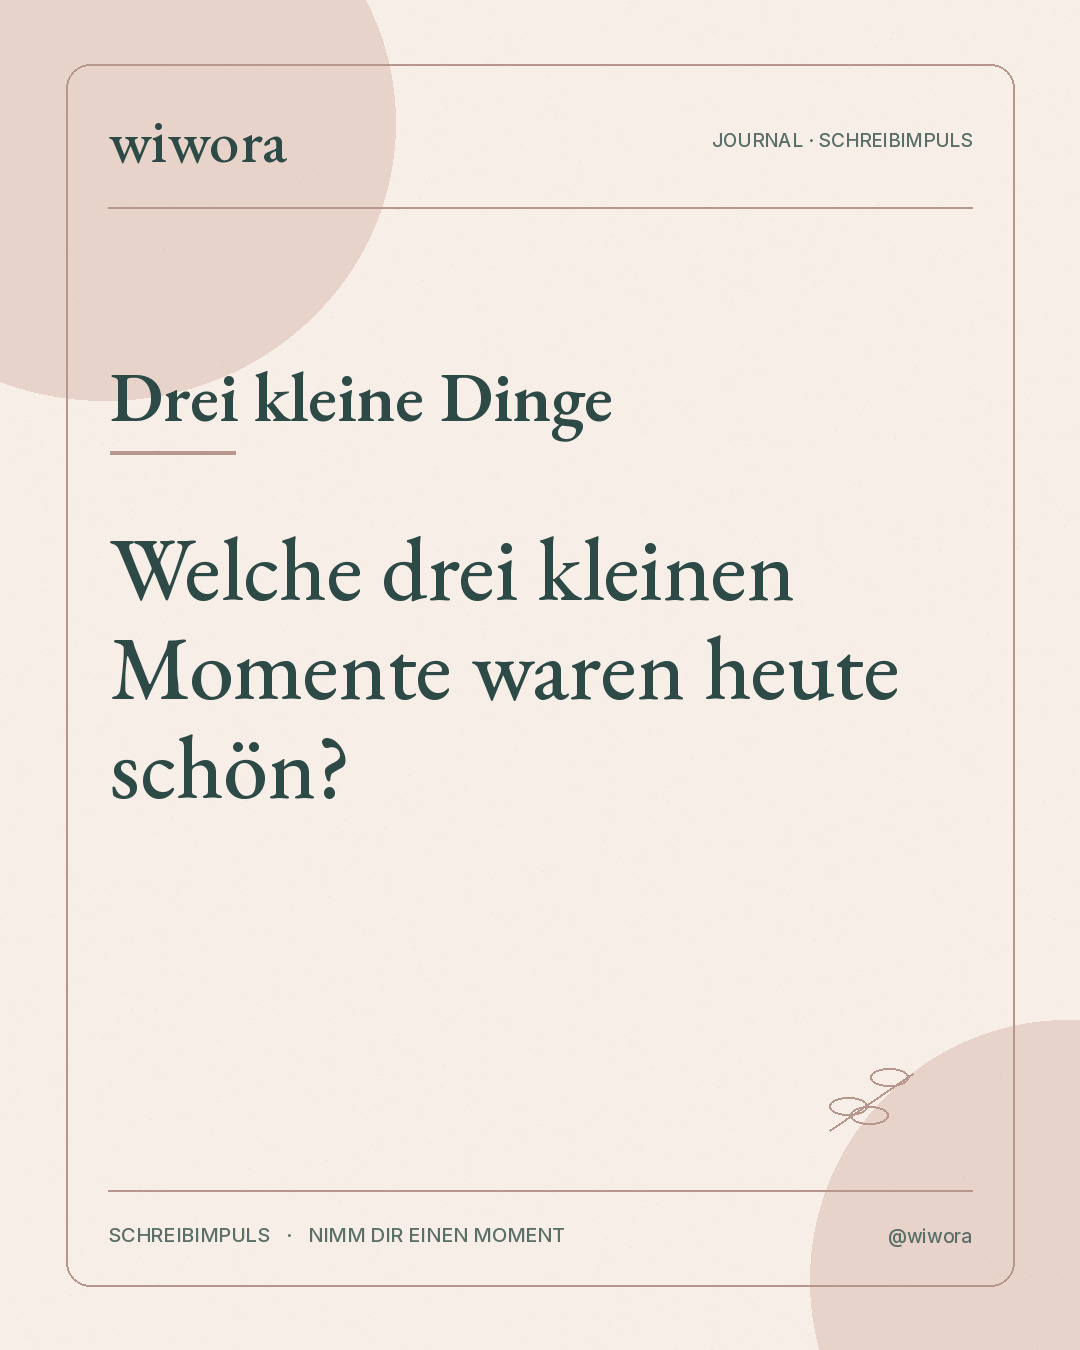 wiwora
JOURNAL · SCHREIBIMPULS
Drei kleine Dinge
Welche drei kleinen
Momente waren heute
schön?
SCHREIBIMPULS · NIMM DIR EINEN MOMENT
@wiwora